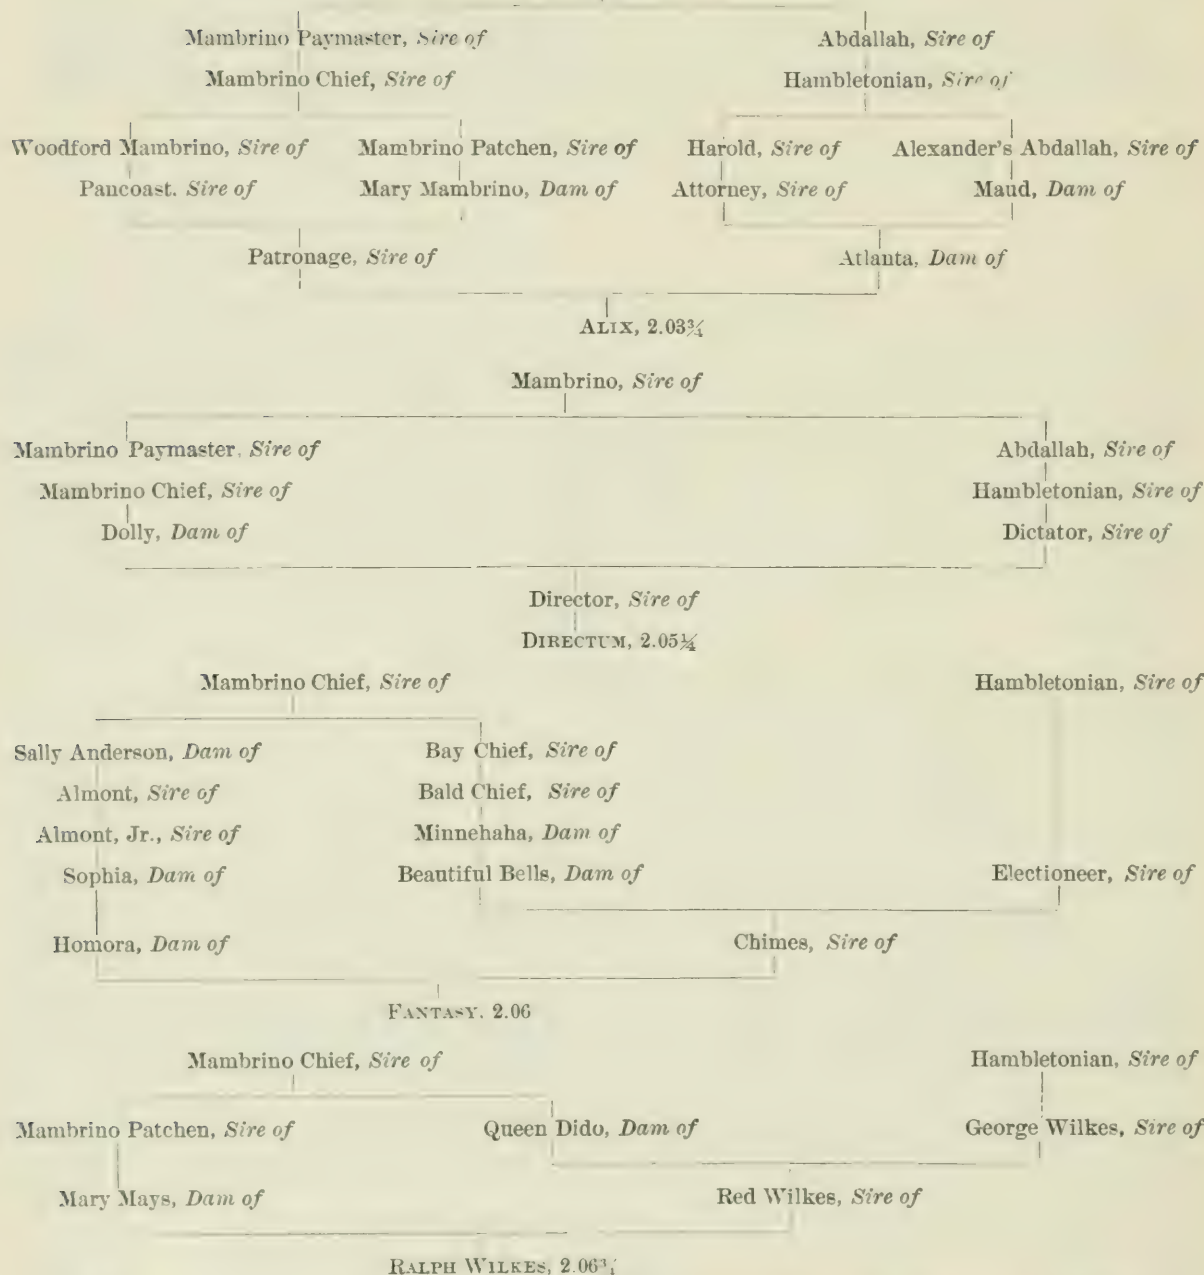 Mambrino Paymaster, Sire of Abdallah, Sire of
Mambrino Chief, Sire of Hambletonian, Sire of
Woodford Mambrino, Sire of Mambrino Patchen, Sire of Harold, Sire of Alexander's Abdallah, Sire of
Pancoast. Sire of Mary Mambrino, Dam of Attorney, Sire of Maud, Dam of
Patronage, Sire of Atlanta, Dam of
ALIX, 2.03¾
Mambrino, Sire of
Mambrino Paymaster, Sire of Abdallah, Sire of
Mambrino Chief, Sire of Hambletonian, Sire of
Dolly, Dam of Dictator, Sire of
Director, Sire of
DIRECTUM, 2.05¼
Mambrino Chief, Sire of Hambletonian, Sire of
Sally Anderson, Dam of Bay Chief, Sire of
Almont, Sire of Bald Chief, Sire of
Almont, Jr., Sire of Minnehaha, Dam of
Sophia, Dam of Beautiful Bells, Dam of Electioneer, Sire of
Homora, Dam of Chimes, Sire of
FANTASY. 2.06
Mambrino Chief, Sire of Hambletonian, Sire of
Mambrino Patchen, Sire of Queen Dido, Dam of George Wilkes, Sire of
Mary Mays, Dam of Red Wilkes, Sire of
RALPH WILKES, 2.06¾